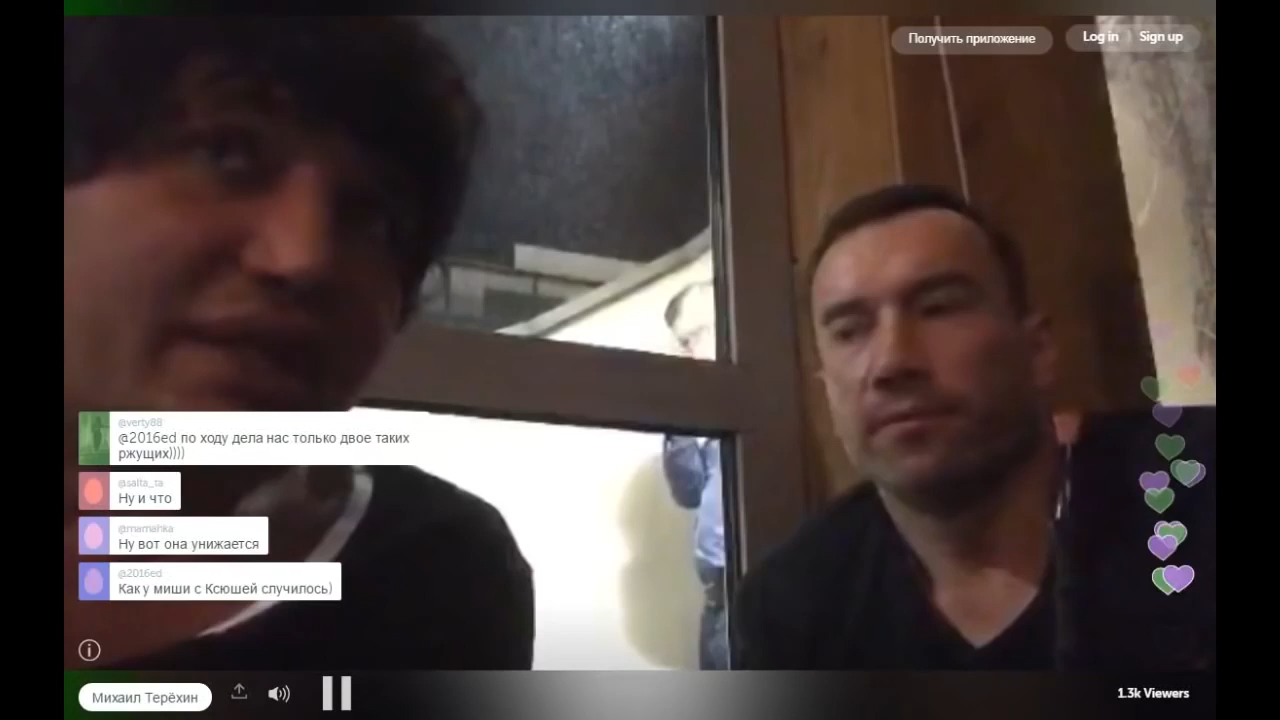 Получить приложение
Log in
Sign up
@verty88
@2016ed по ходу дела нас только двое таких
ржущих))))
@salta_ta
Ну и что
@mamahka
Ну вот она унижается
@2016ed
Как у миши с Ксюшей случилось)
Михаил Терёхин
1.3k Viewers